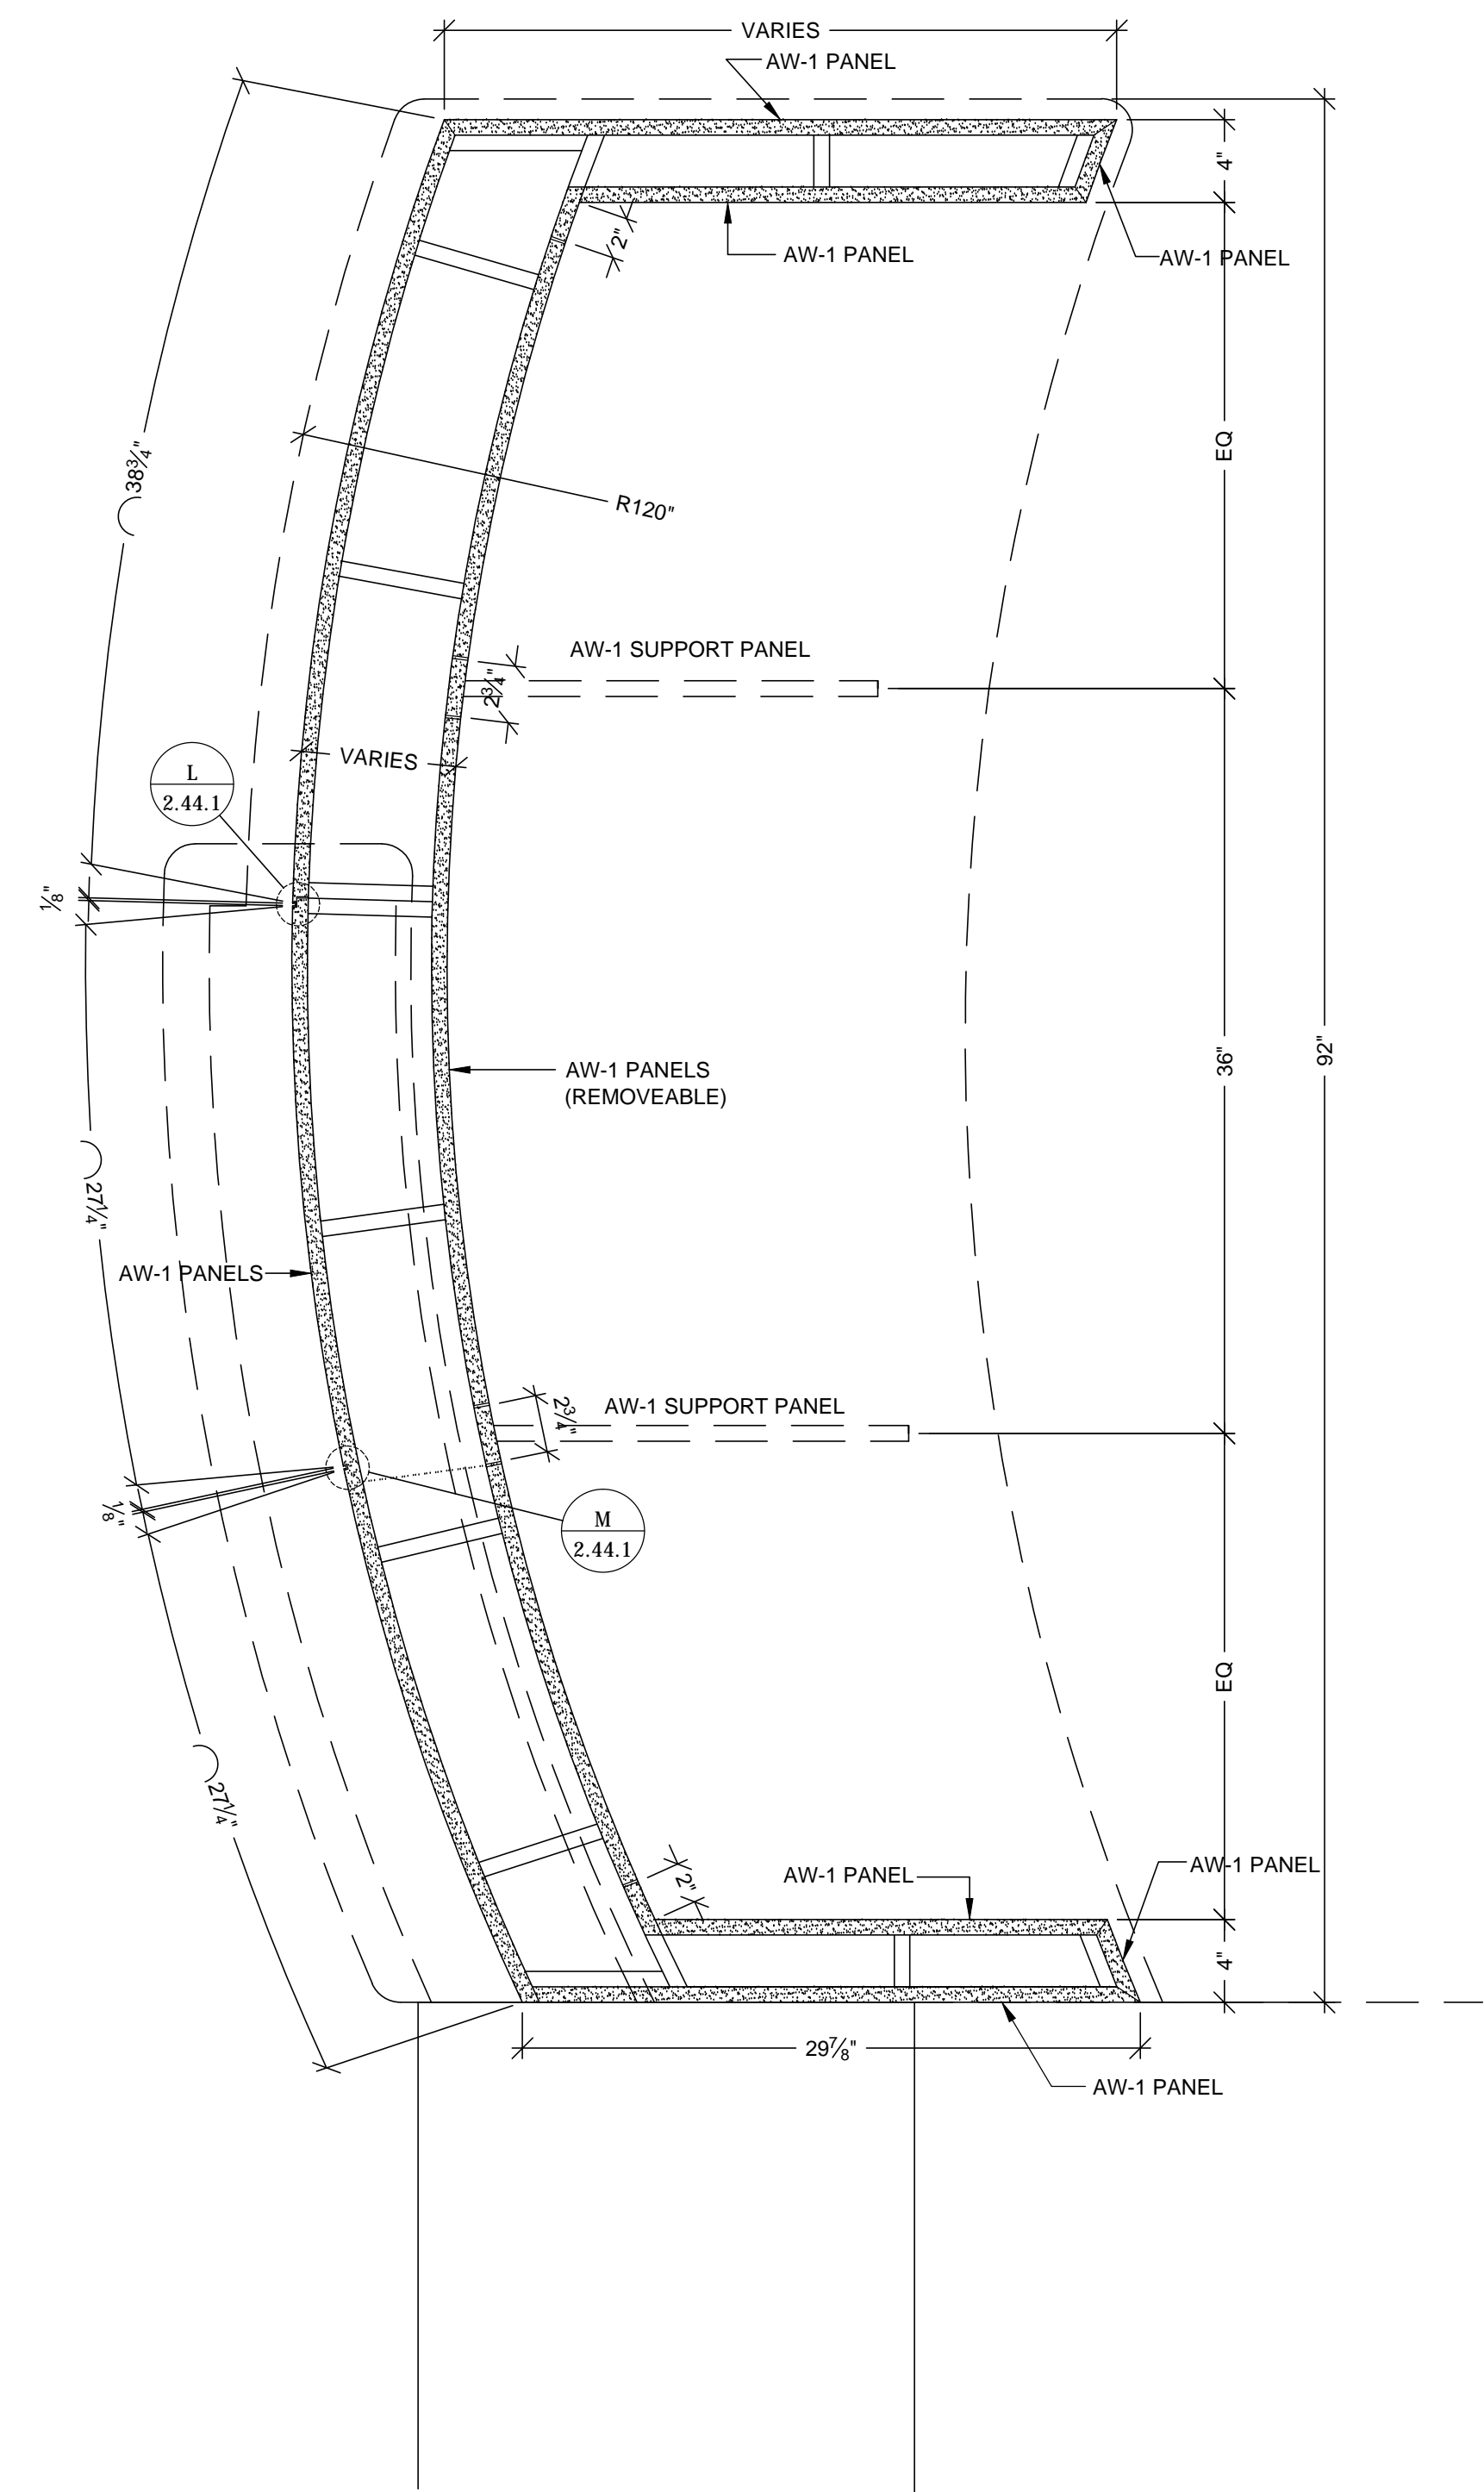 VARIES
AW-1 PANEL
4"
2"
AW-1 PANEL
AW-1 PANEL
38¾"
EQ
R120"
AW-1 SUPPORT PANEL
2¾"
VARIES
L
2.44.1
⅛"
36"
92"
AW-1 PANELS
(REMOVEABLE)
27¼"
AW-1 PANELS
2¾"
AW-1 SUPPORT PANEL
⅛"
M
2.44.1
EQ
27¼"
2"
AW-1 PANEL
AW-1 PANEL
4"
29⅞"
AW-1 PANEL